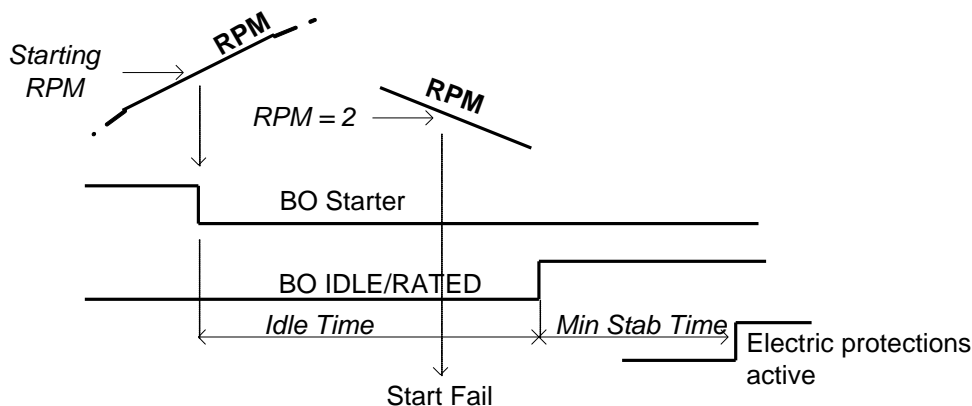 RPM
Starting
RPM
RPM
RPM = 2
BO Starter
BO IDLE/RATED
Idle Time
Min Stab Time
Electric protections
active
Start Fail